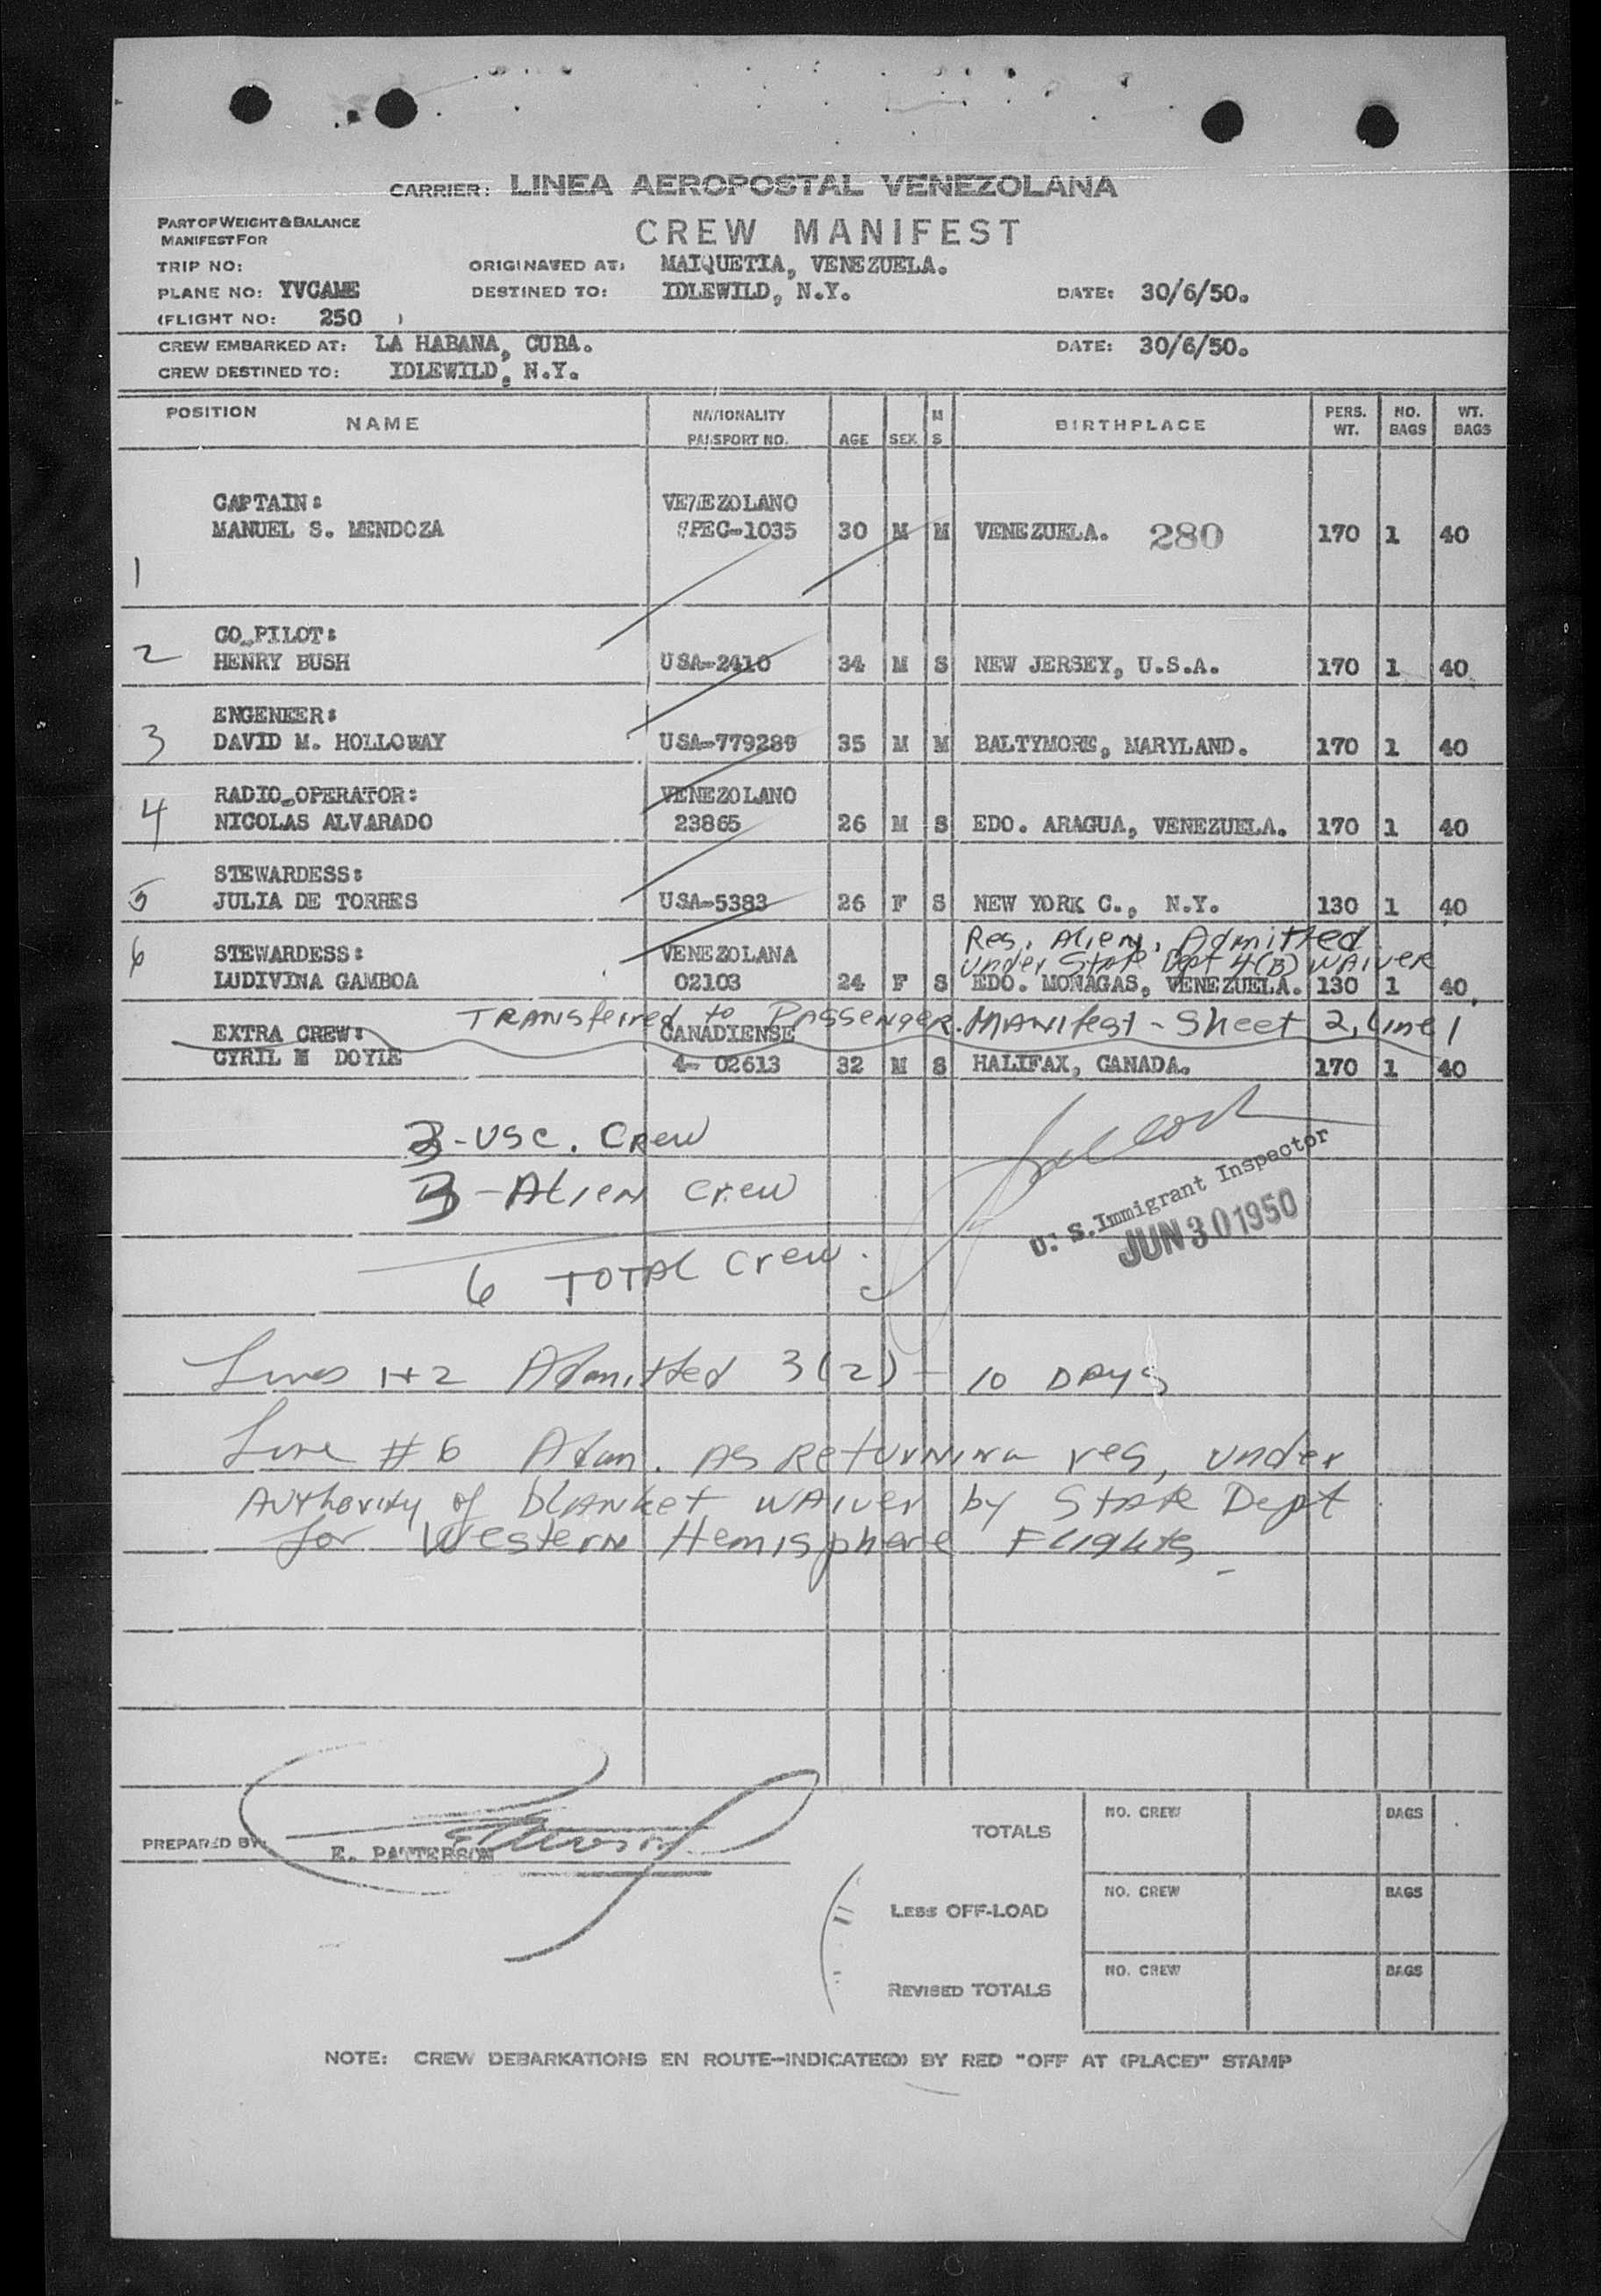 CARRIER: LINEA AEROPOSTAL VENEZOLANA
PART OF WEIGHT & BALANCE
MANIFEST FOR
CREW MANIFEST
TRIP NO: ORIGINATED AT: MAIQUETIA, VENEZUELA.
PLANE NO: YVCAME DESTINED TO: IDLEWILD, N.Y. DATE: 30/6/50.
(FLIGHT NO: 250 )
CREW EMBARKED AT: LA HABANA, CUBA. DATE: 30/6/50.
CREW DESTINED TO: IDLEWILD, N.Y.
POSITION NAME NATIONALITY PASSPORT NO. AGE SEX M S BIRTHPLACE PERS. WT. NO. BAGS WT. BAGS
CAPTAIN: VENEZOLANO
MANUEL S. MENDOZA SPEC-1035 30 M M VENEZUELA. 280 170 1 40
1
CO_PILOT:
2 HENRY BUSH USA-2410 34 M S NEW JERSEY, U.S.A. 170 1 40
ENGENEER:
3 DAVID M. HOLLOWAY USA-779289 35 M M BALTYMORE, MARYLAND. 170 1 40
RADIO_OPERATOR: VENEZOLANO
4 NICOLAS ALVARADO 23865 26 M S EDO. ARAGUA, VENEZUELA. 170 1 40
STEWARDESS:
5 JULIA DE TORRES USA-5383 26 F S NEW YORK C., N.Y. 130 1 40
Res. Alien, Admitted
6 STEWARDESS: VENEZOLANA under State Dept 4(B) WAIVER
LUDIVINA GAMBOA 02103 24 F S EDO. MONAGAS, VENEZUELA. 130 1 40
TRANSferred to PASSENGER MANifest - Sheet 2, Line 1
EXTRA CREW: CANADIENSE
CYRIL M DOYLE 4- 02613 32 M S HALIFAX, CANADA. 170 1 40
3 - USC. Crew
3 - Alien Crew
U. S. Immigrant Inspector
JUN 30 1950
6 TOTAL Crew.
Lines 1+2 Admitted 3(2) - 10 DAYS
Line #6 Adm. AS Returning res, under
Authority of blANket WAIver by State Dept
for Western Hemisphere Flights
PREPARED BY: E. PATTERSON
TOTALS NO. CREW BAGS
LESS OFF-LOAD NO. CREW BAGS
REVISED TOTALS NO. CREW BAGS
NOTE: CREW DEBARKATIONS EN ROUTE-INDICATE(D) BY RED "OFF AT (PLACE)" STAMP